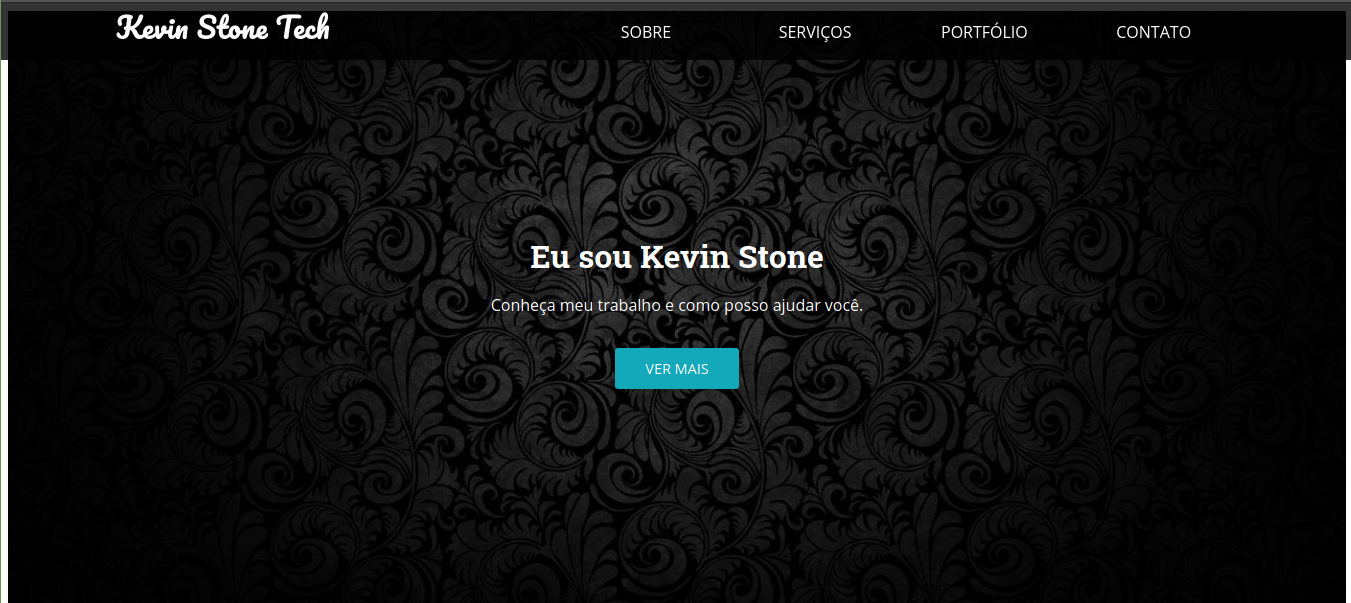 Kevin Stone Tech
SOBRE SERVIÇOS PORTFÓLIO CONTATO
Eu sou Kevin Stone
Conheça meu trabalho e como posso ajudar você.
VER MAIS